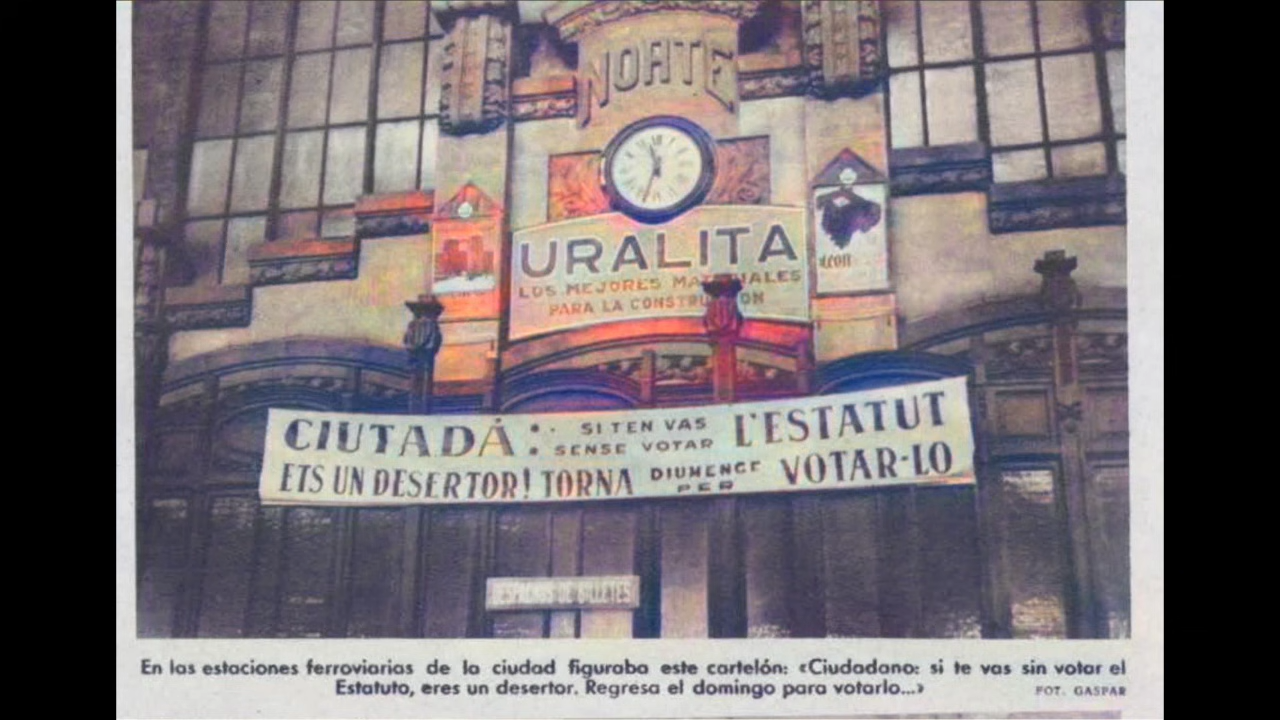 NORTE
URALITA
LOS MEJORES MATERIALES
PARA LA CONSTRUCCION
CIUTADÀ: SI TEN VAS SENSE VOTAR L'ESTATUT
ETS UN DESERTOR! TORNA DIUMENGE PER VOTAR-LO
En las estaciones ferroviarias de la ciudad figuraba este cartelón: «Ciudadano: si te vas sin votar el
Estatuto, eres un desertor. Regresa el domingo para votarlo...»
FOT. GASPAR